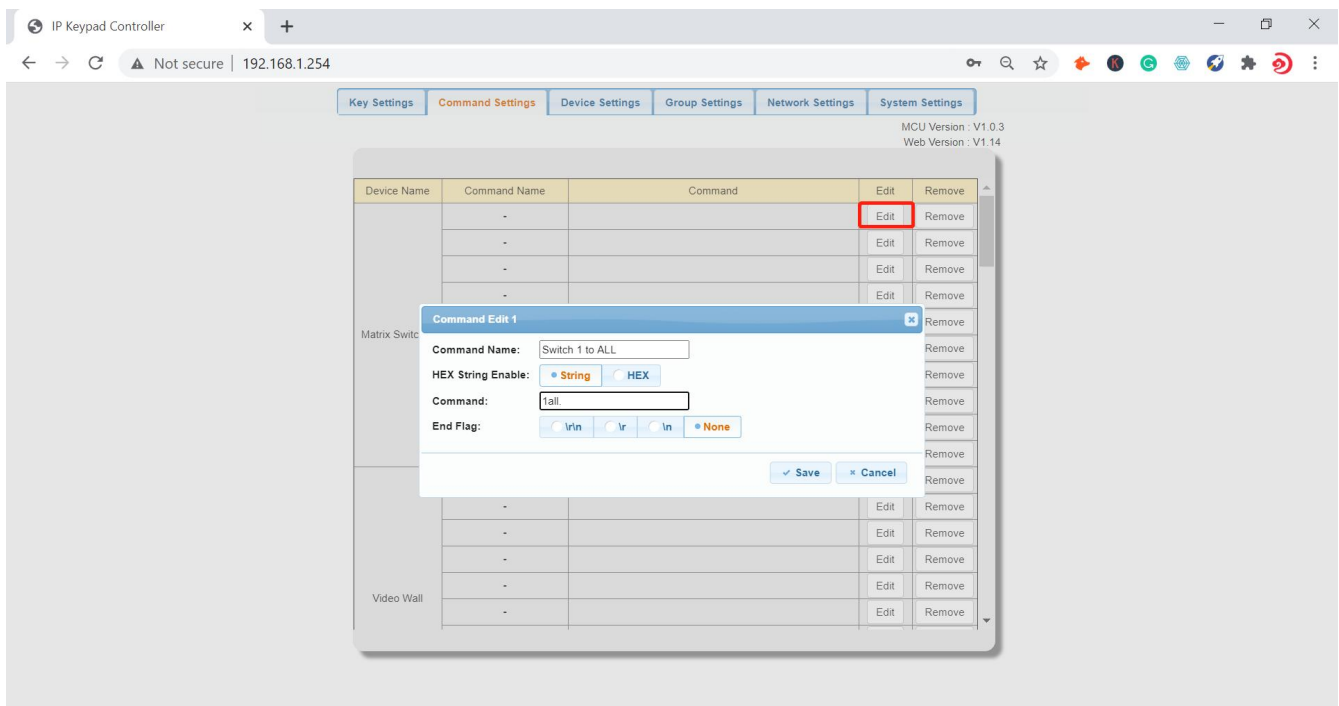 IP Keypad Controller
Not secure | 192.168.1.254
Key Settings Command Settings Device Settings Group Settings Network Settings System Settings
MCU Version : V1.0.3
Web Version : V1.14
Device Name Command Name Command Edit Remove
- Edit Remove
- Edit Remove
- Edit Remove
- Edit Remove
Command Edit 1 Remove
Matrix Switc
Command Name: Switch 1 to ALL Remove
HEX String Enable: String HEX Remove
Command: 1all. Remove
End Flag: \r\n \r \n None Remove
Remove
Save Cancel Remove
- Edit Remove
- Edit Remove
- Edit Remove
- Edit Remove
Video Wall
- Edit Remove